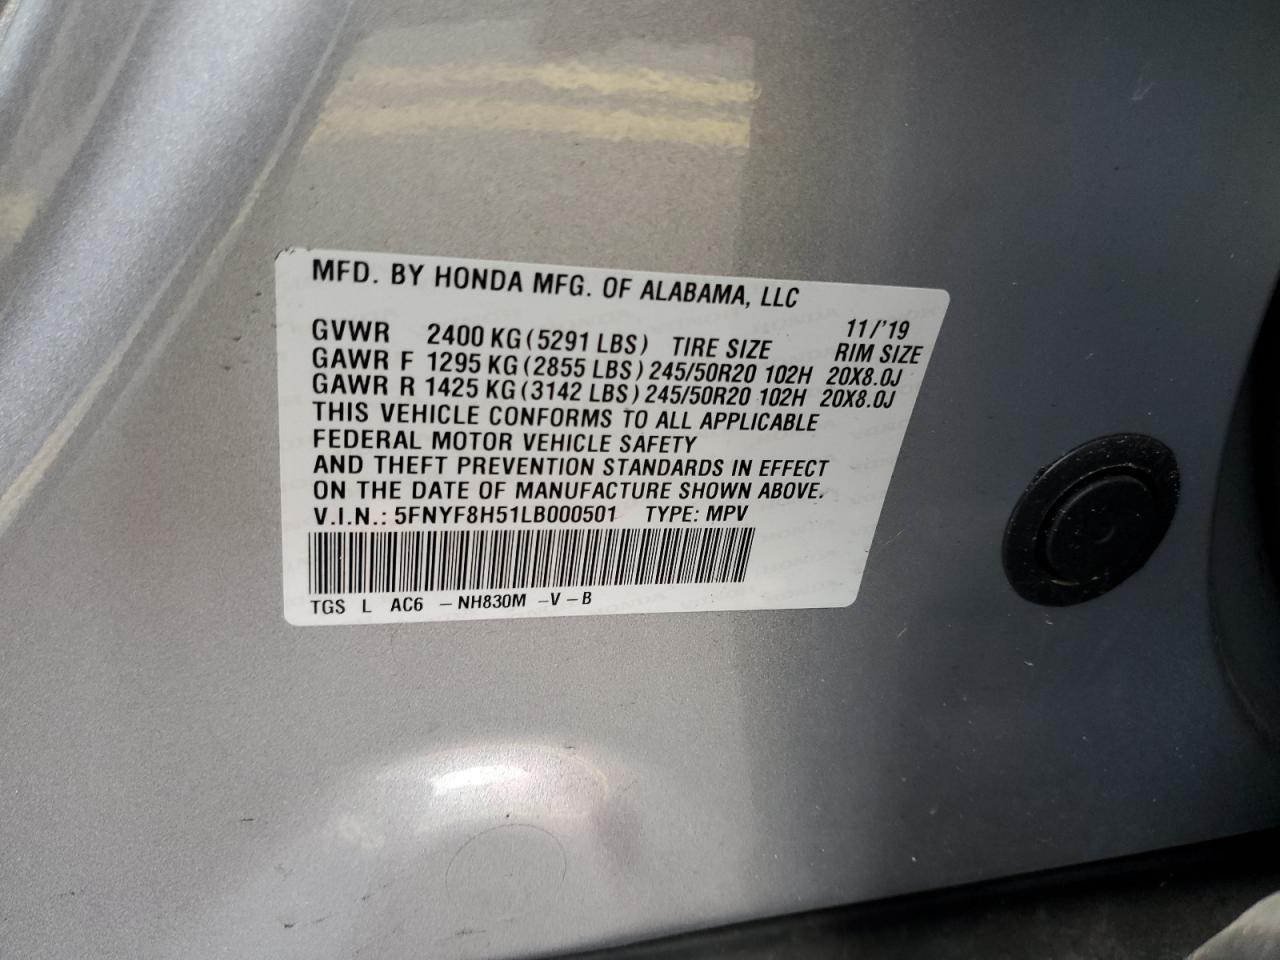 MFD. BY HONDA MFG. OF ALABAMA, LLC
11/'19
GVWR 2400 KG (5291 LBS) TIRE SIZE RIM SIZE
GAWR F 1295 KG (2855 LBS) 245/50R20 102H 20X8.0J
GAWR R 1425 KG (3142 LBS) 245/50R20 102H 20X8.0J
THIS VEHICLE CONFORMS TO ALL APPLICABLE
FEDERAL MOTOR VEHICLE SAFETY
AND THEFT PREVENTION STANDARDS IN EFFECT
ON THE DATE OF MANUFACTURE SHOWN ABOVE.
V.I.N.: 5FNYF8H51LB000501 TYPE: MPV
TGS L AC6 -NH830M -V-B